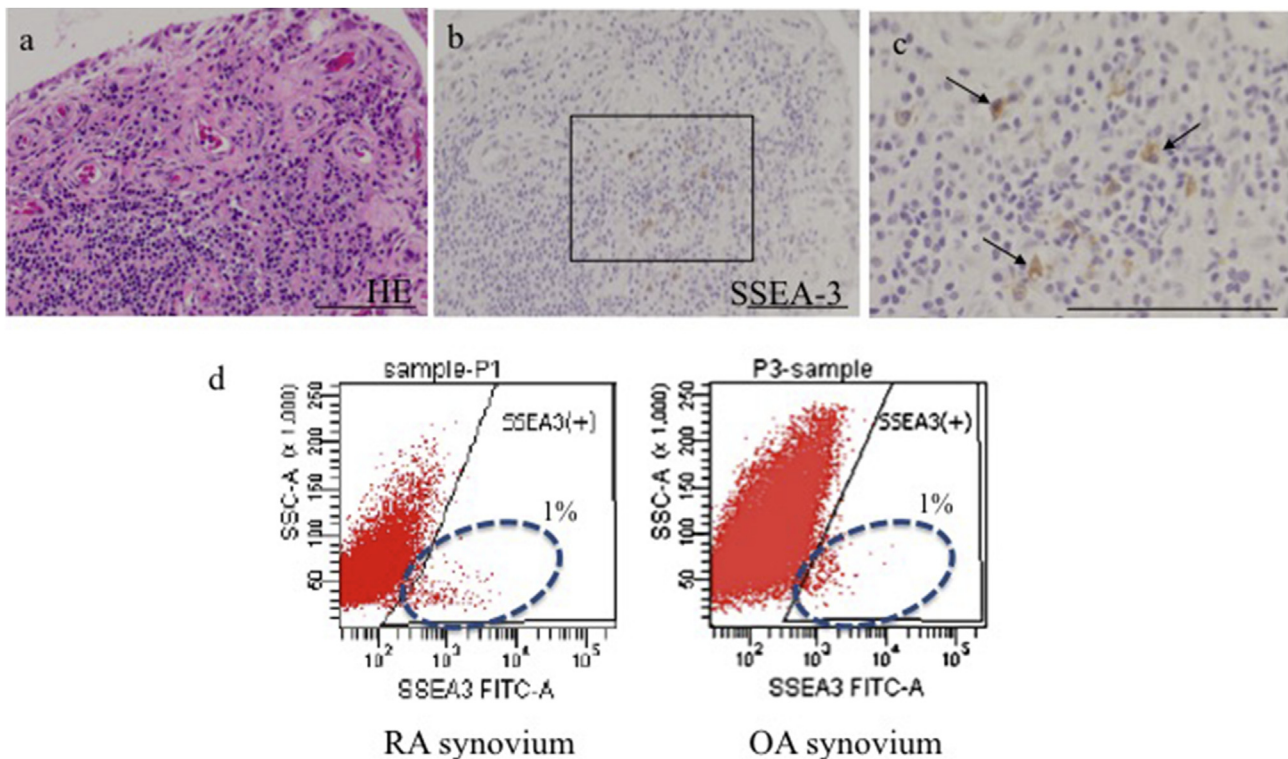 a
b
c
HE
SSEA-3
d
sample-P1
SSEA3(+)
1%
SSC-A (x 1,000)
250
200
150
100
50
10²
10³
10⁴
10⁵
SSEA3 FITC-A
RA synovium
P3-sample
SSEA3(+)
1%
SSC-A (x 1,000)
250
200
150
100
50
10²
10³
10⁴
10⁵
SSEA3 FITC-A
OA synovium